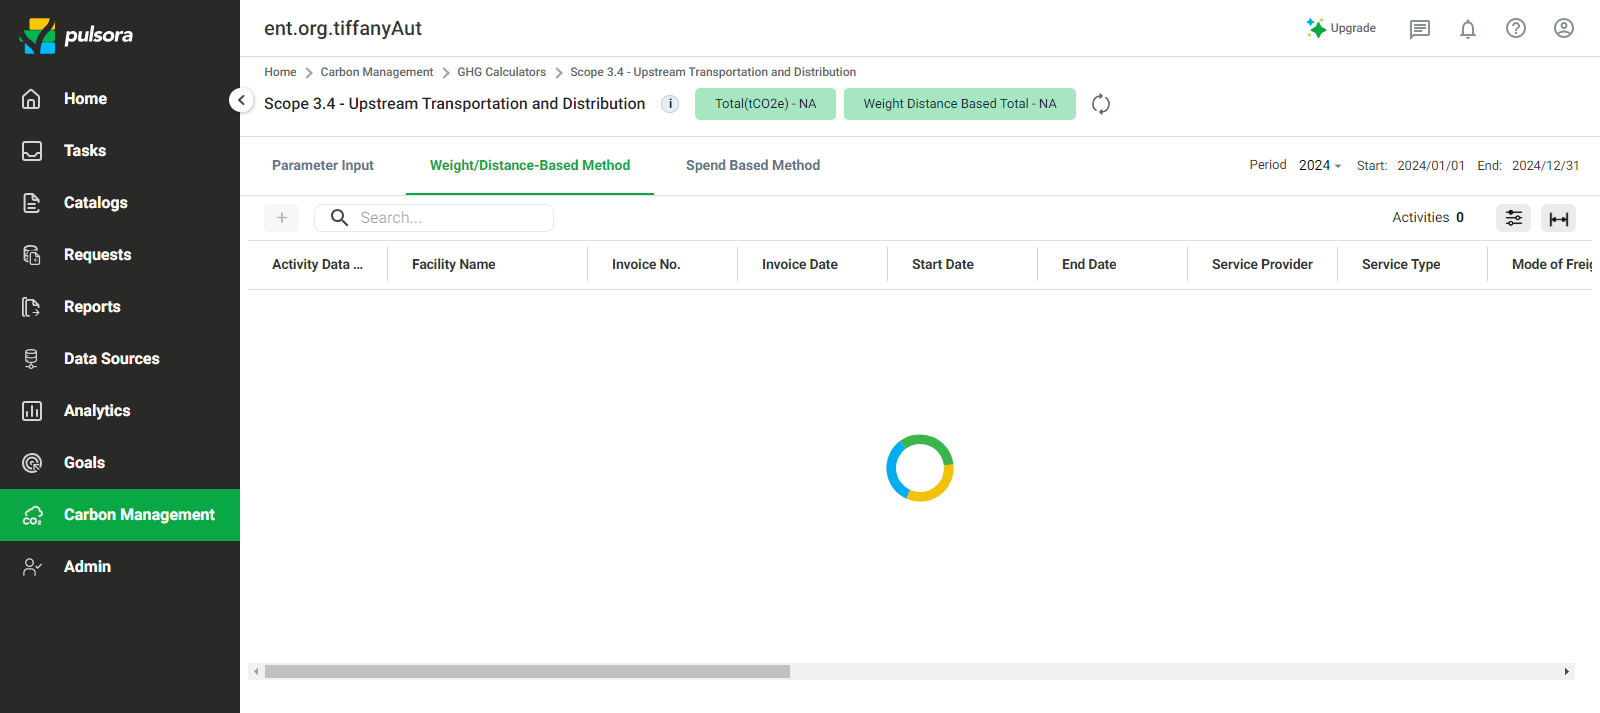 pulsora
ent.org.tiffanyAut
Upgrade
Home
Tasks
Catalogs
Requests
Reports
Data Sources
Analytics
Goals
CO₂
Carbon Management
Admin
Home > Carbon Management > GHG Calculators > Scope 3.4 - Upstream Transportation and Distribution
Scope 3.4 - Upstream Transportation and Distribution i Total(tCO2e) - NA Weight Distance Based Total - NA
Parameter Input Weight/Distance-Based Method Spend Based Method Period 2024 Start: 2024/01/01 End: 2024/12/31
+ Search... Activities 0
Activity Data ... Facility Name Invoice No. Invoice Date Start Date End Date Service Provider Service Type Mode of Freig